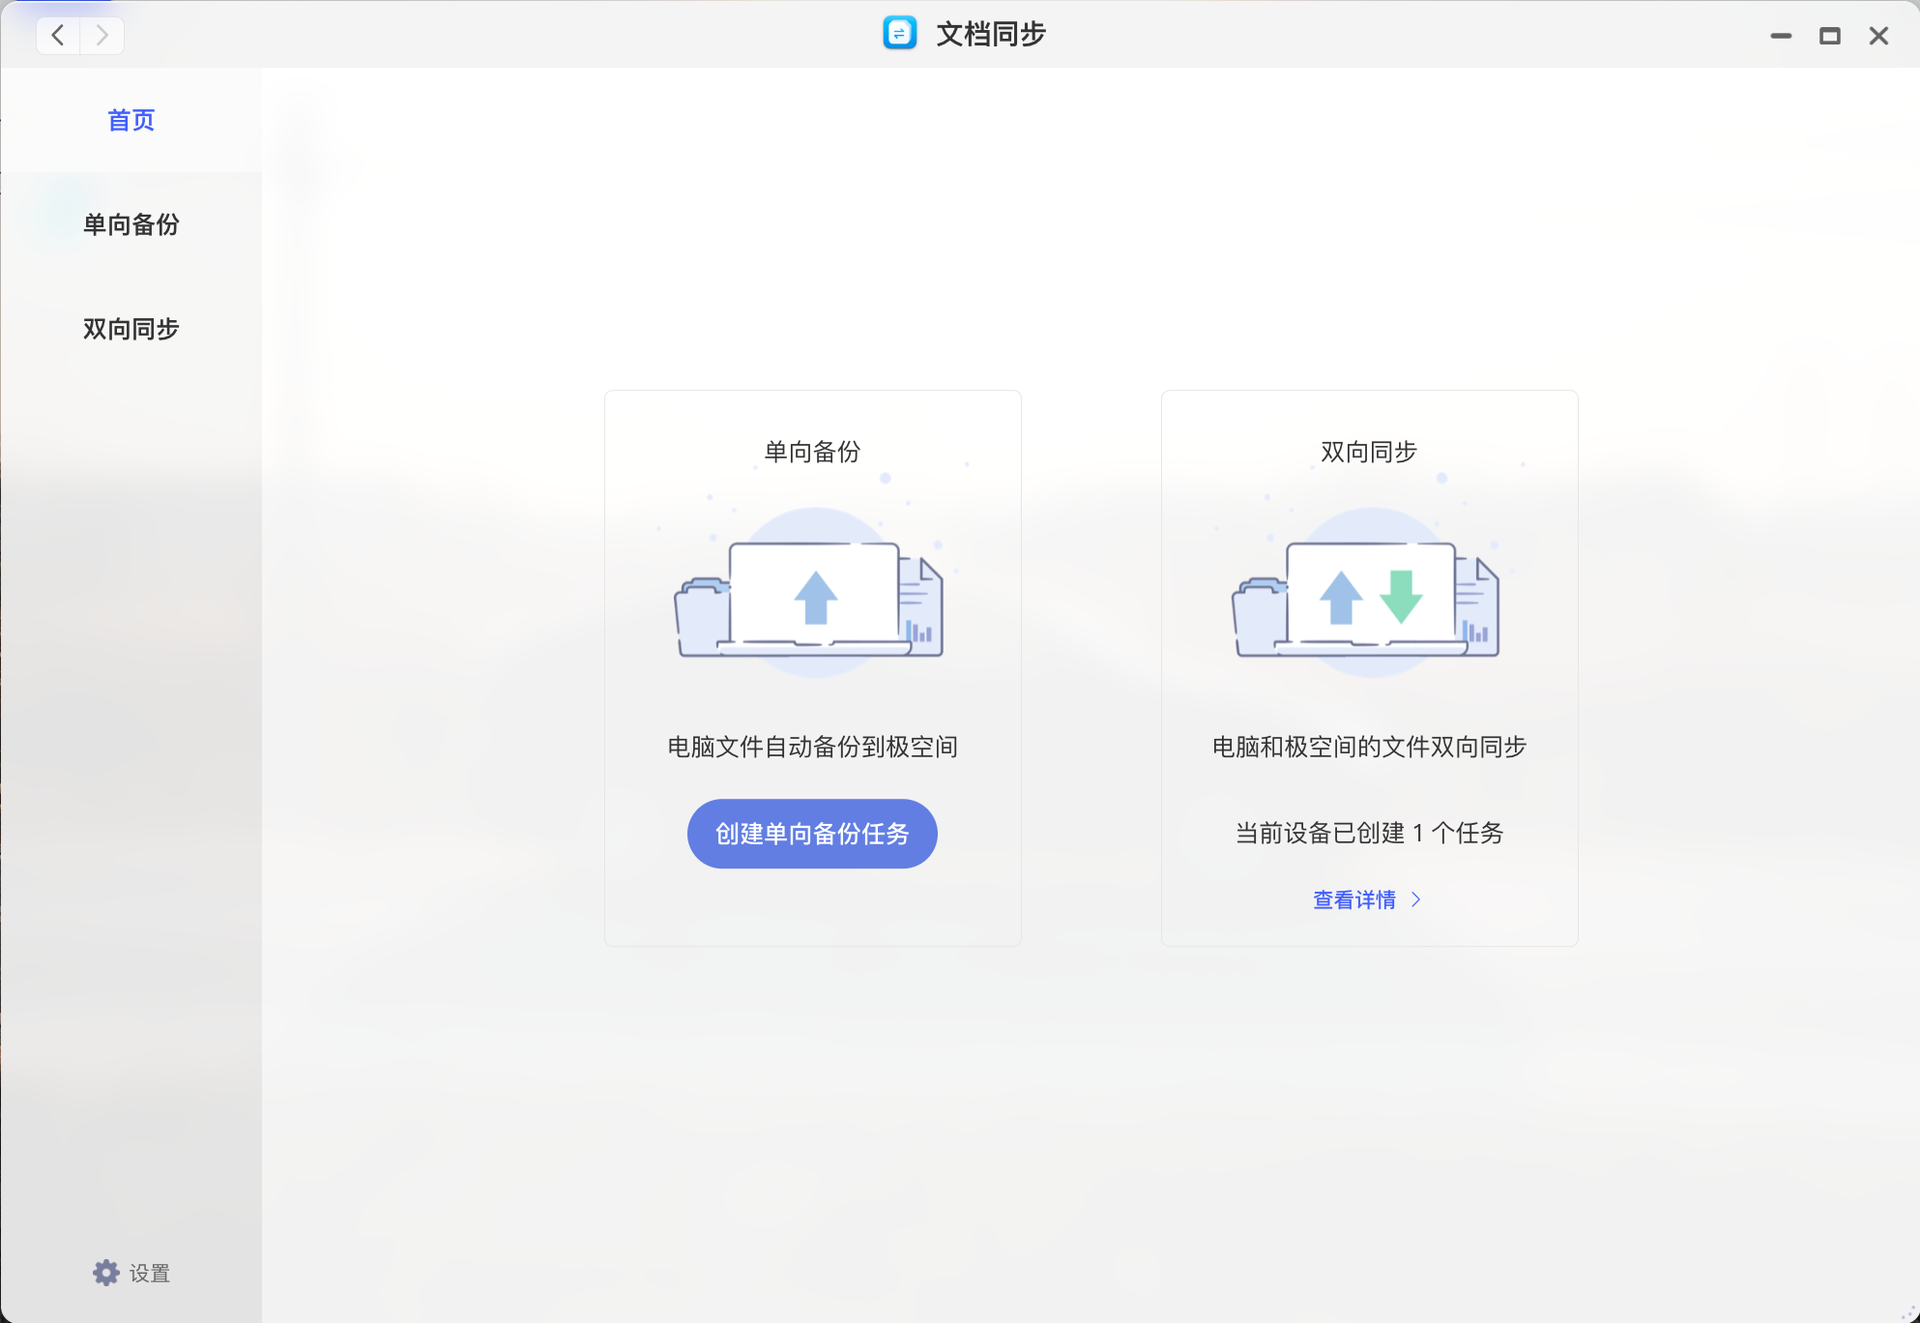 文档同步
首页
单向备份
双向同步
单向备份
电脑文件自动备份到极空间
创建单向备份任务
双向同步
电脑和极空间的文件双向同步
当前设备已创建 1 个任务
查看详情
设置